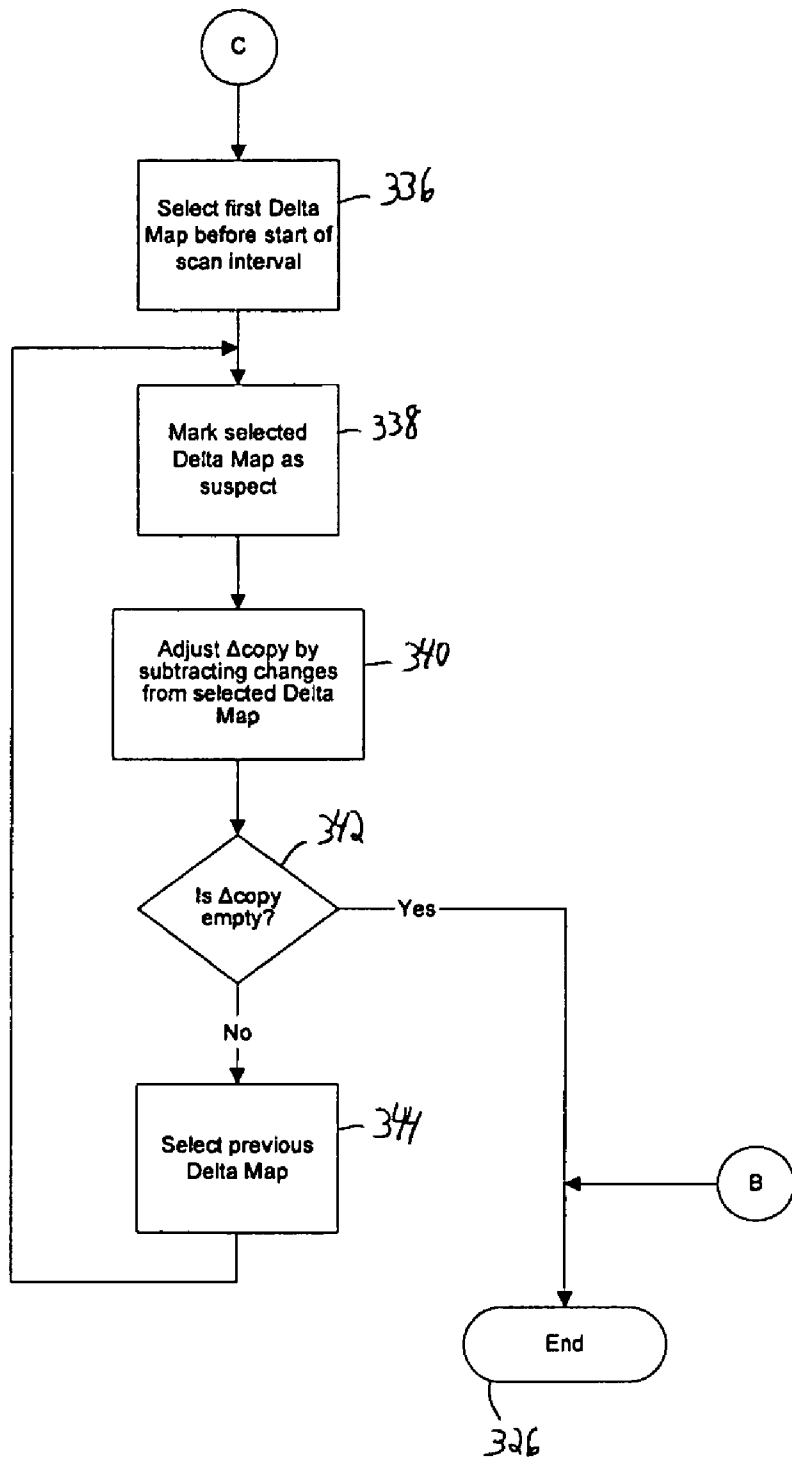 C
Select first Delta
Map before start of
scan interval
336
Mark selected
Delta Map as
suspect
338
Adjust Δcopy by
subtracting changes
from selected Delta
Map
340
Is Δcopy
empty?
342
Yes
No
Select previous
Delta Map
344
B
End
326